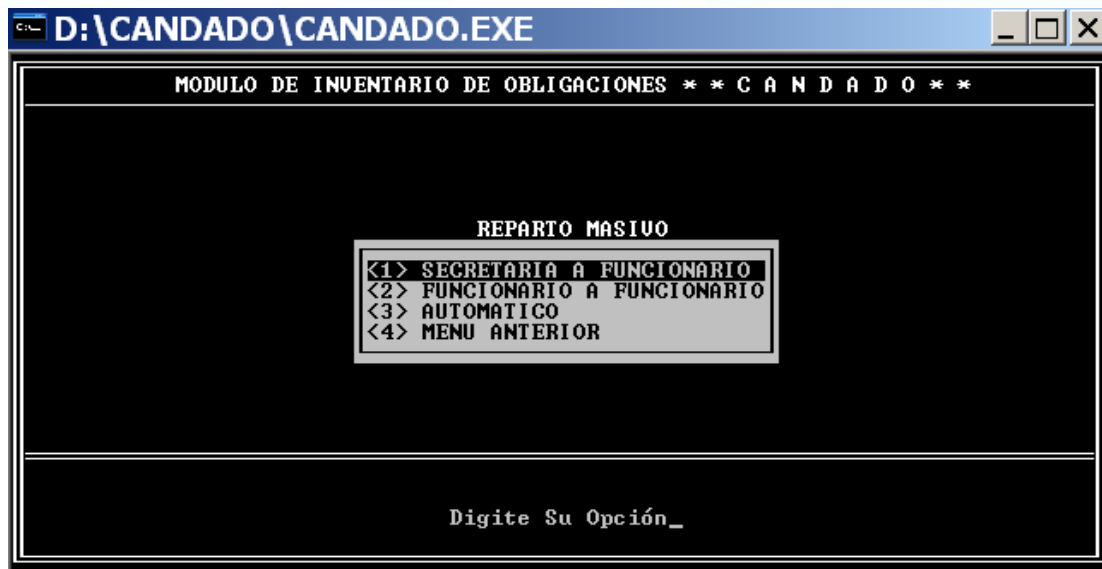 D:\CANDADO\CANDADO.EXE
MODULO DE INVENTARIO DE OBLIGACIONES * * C A N D A D O * *
REPARTO MASIVO
<1> SECRETARIA A FUNCIONARIO
<2> FUNCIONARIO A FUNCIONARIO
<3> AUTOMATICO
<4> MENU ANTERIOR
Digite Su Opción_